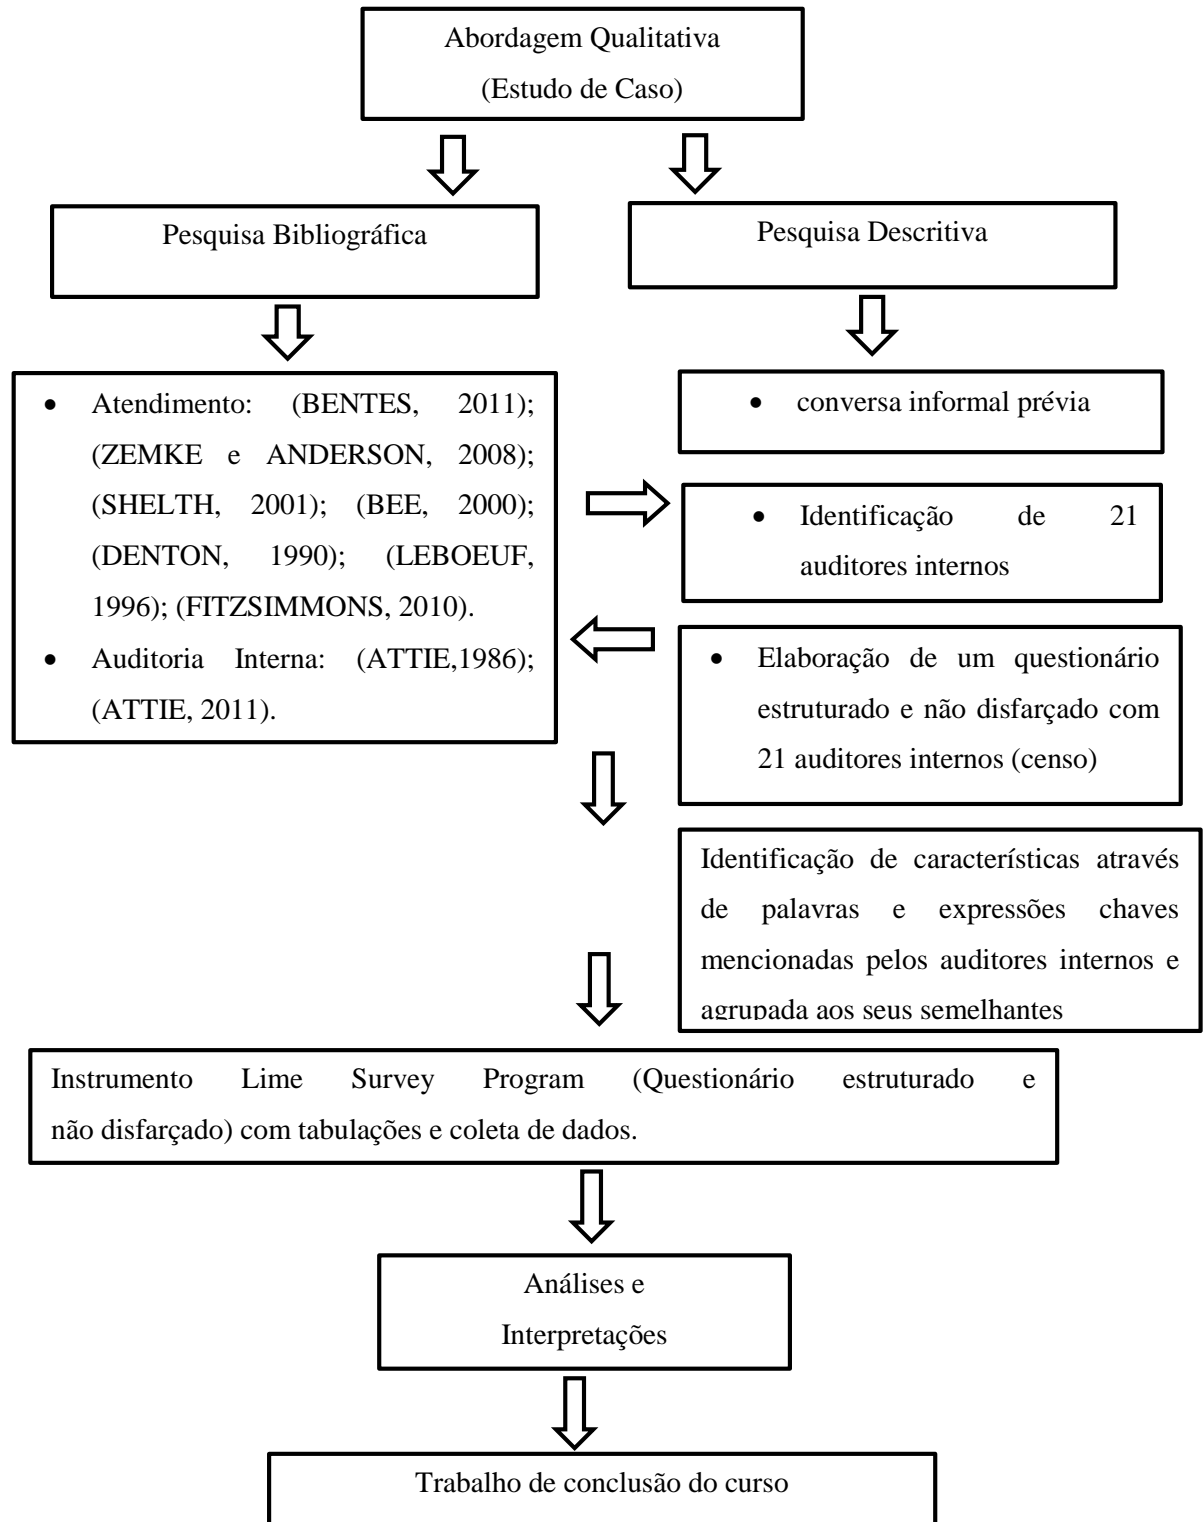 Abordagem Qualitativa
(Estudo de Caso)
Pesquisa Bibliográfica
Pesquisa Descritiva
• Atendimento: (BENTES, 2011);
(ZEMKE e ANDERSON, 2008);
(SHELTH, 2001); (BEE, 2000);
(DENTON, 1990); (LEBOEUF,
1996); (FITZSIMMONS, 2010).
• Auditoria Interna: (ATTIE,1986);
(ATTIE, 2011).
• conversa informal prévia
• Identificação de 21
auditores internos
• Elaboração de um questionário
estruturado e não disfarçado com
21 auditores internos (censo)
Identificação de características através
de palavras e expressões chaves
mencionadas pelos auditores internos e
agrupada aos seus semelhantes
Instrumento Lime Survey Program (Questionário estruturado e
não disfarçado) com tabulações e coleta de dados.
Análises e
Interpretações
Trabalho de conclusão do curso